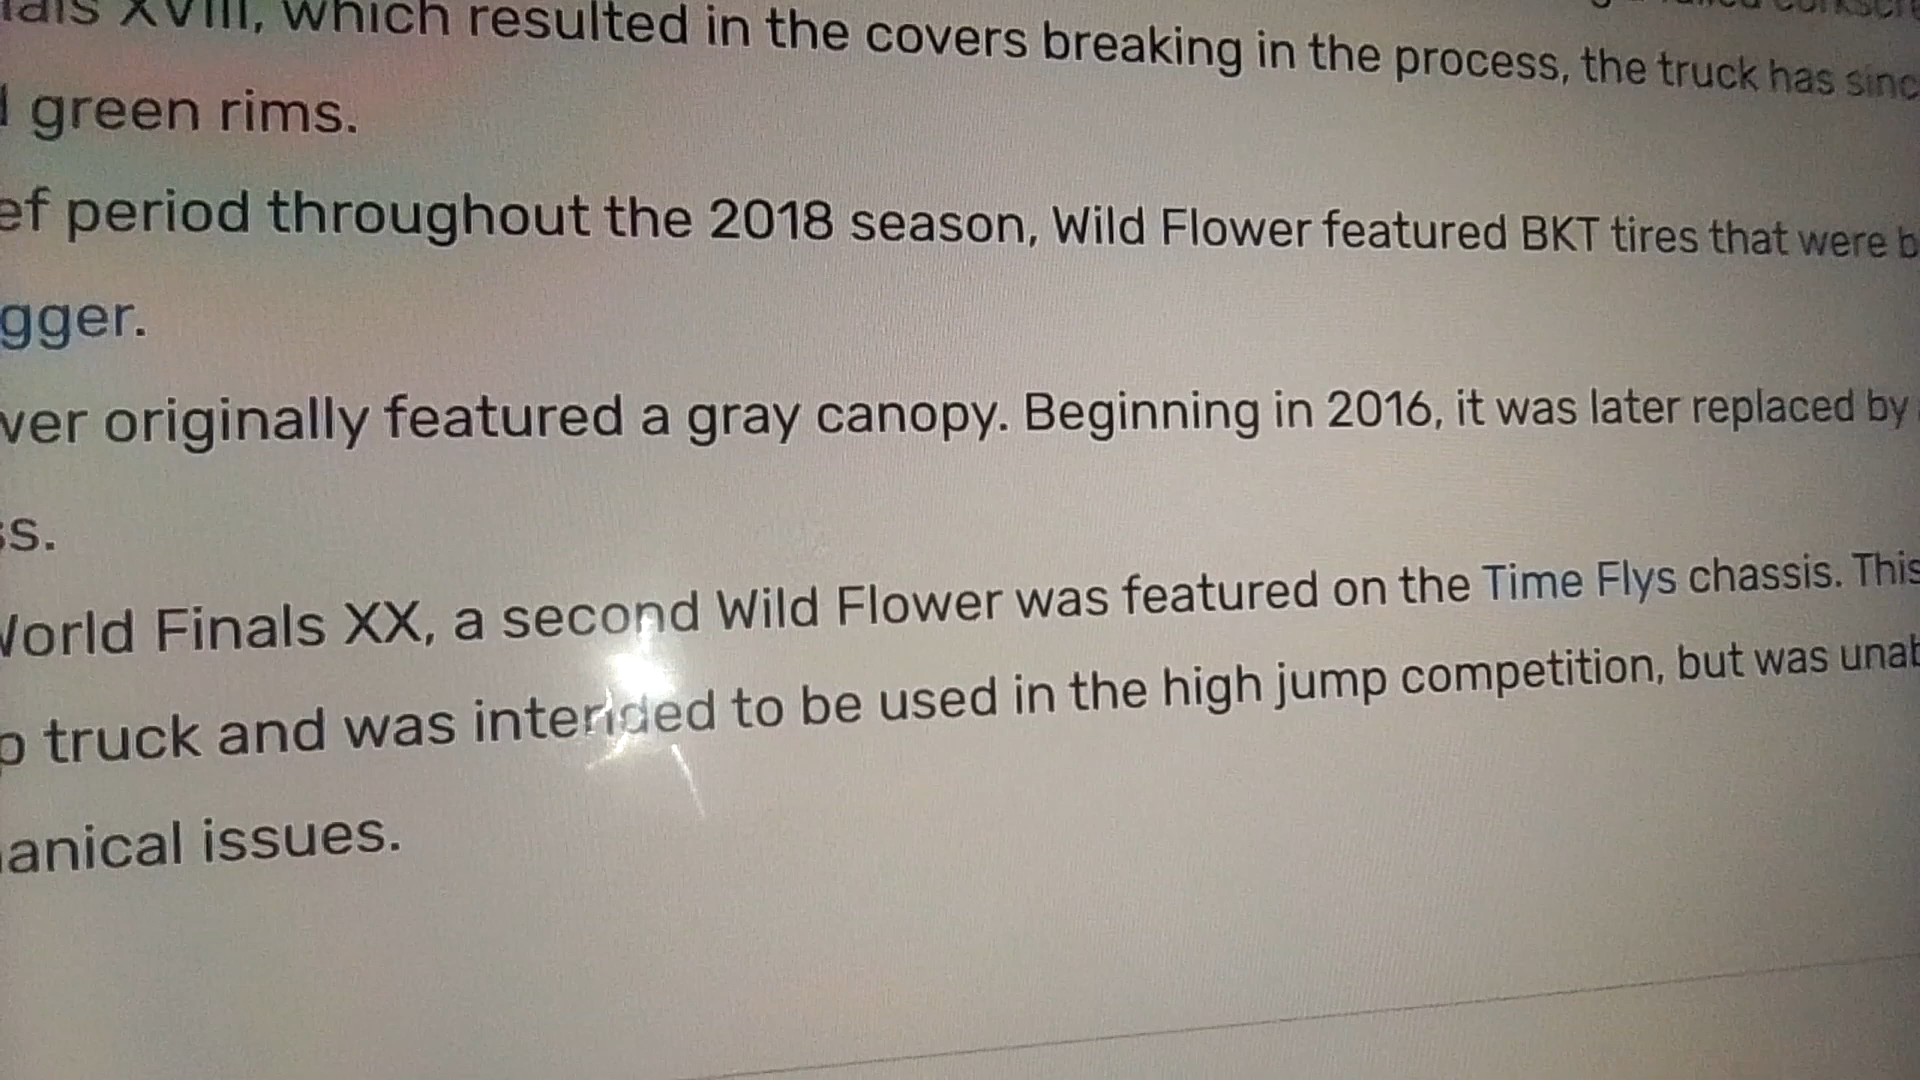 XVIII, which resulted in the covers breaking in the process, the truck has
green rims.
period throughout the 2018 season, Wild Flower featured BKT tires that were
gger.
originally featured a gray canopy. Beginning in 2016, it was later replaced by
s.
World Finals XX, a second Wild Flower was featured on the Time Flys chassis. This
truck and was intended to be used in the high jump competition, but was
anical issues.